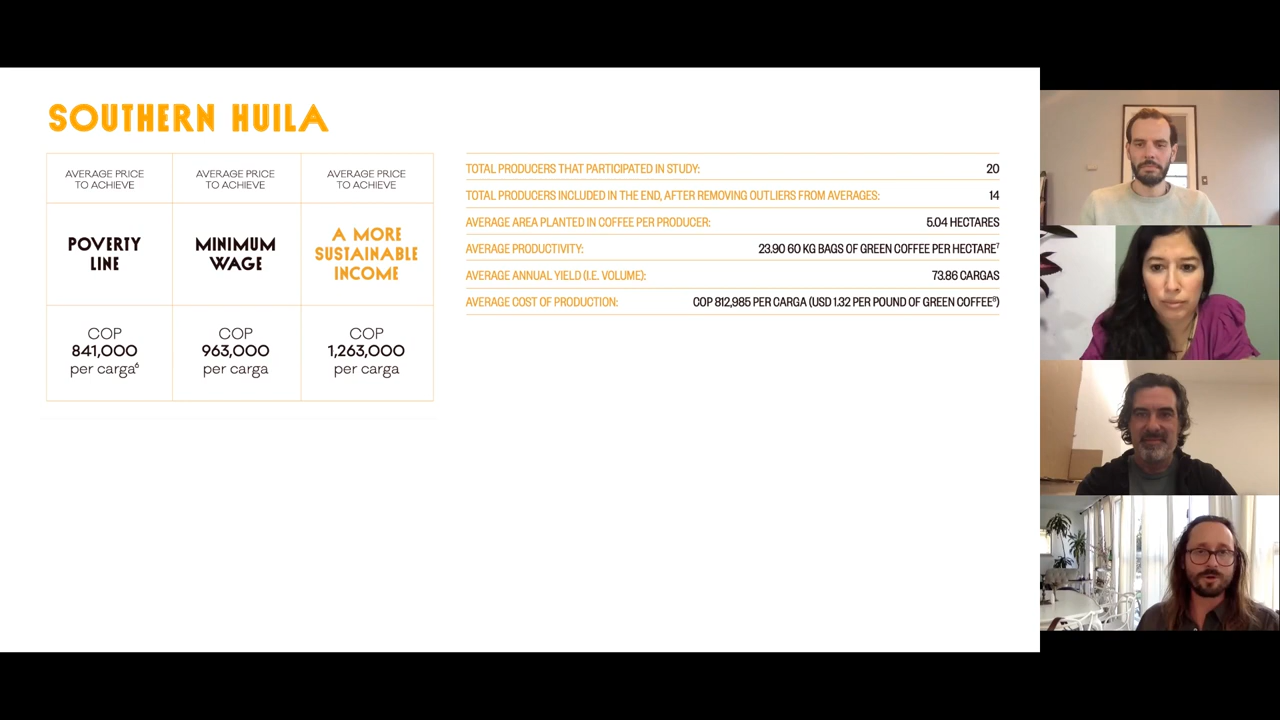 SOUTHERN HUILA
AVERAGE PRICE
TO ACHIEVE
AVERAGE PRICE
TO ACHIEVE
AVERAGE PRICE
TO ACHIEVE
POVERTY
LINE
MINIMUM
WAGE
A MORE
SUSTAINABLE
INCOME
COP
841,000
per carga⁶
COP
963,000
per carga
COP
1,263,000
per carga
TOTAL PRODUCERS THAT PARTICIPATED IN STUDY: 20
TOTAL PRODUCERS INCLUDED IN THE END, AFTER REMOVING OUTLIERS FROM AVERAGES: 14
AVERAGE AREA PLANTED IN COFFEE PER PRODUCER: 5.04 HECTARES
AVERAGE PRODUCTIVITY: 23.90 60 KG BAGS OF GREEN COFFEE PER HECTARE⁷
AVERAGE ANNUAL YIELD (I.E. VOLUME): 73.86 CARGAS
AVERAGE COST OF PRODUCTION: COP 812,985 PER CARGA (USD 1.32 PER POUND OF GREEN COFFEE⁸)